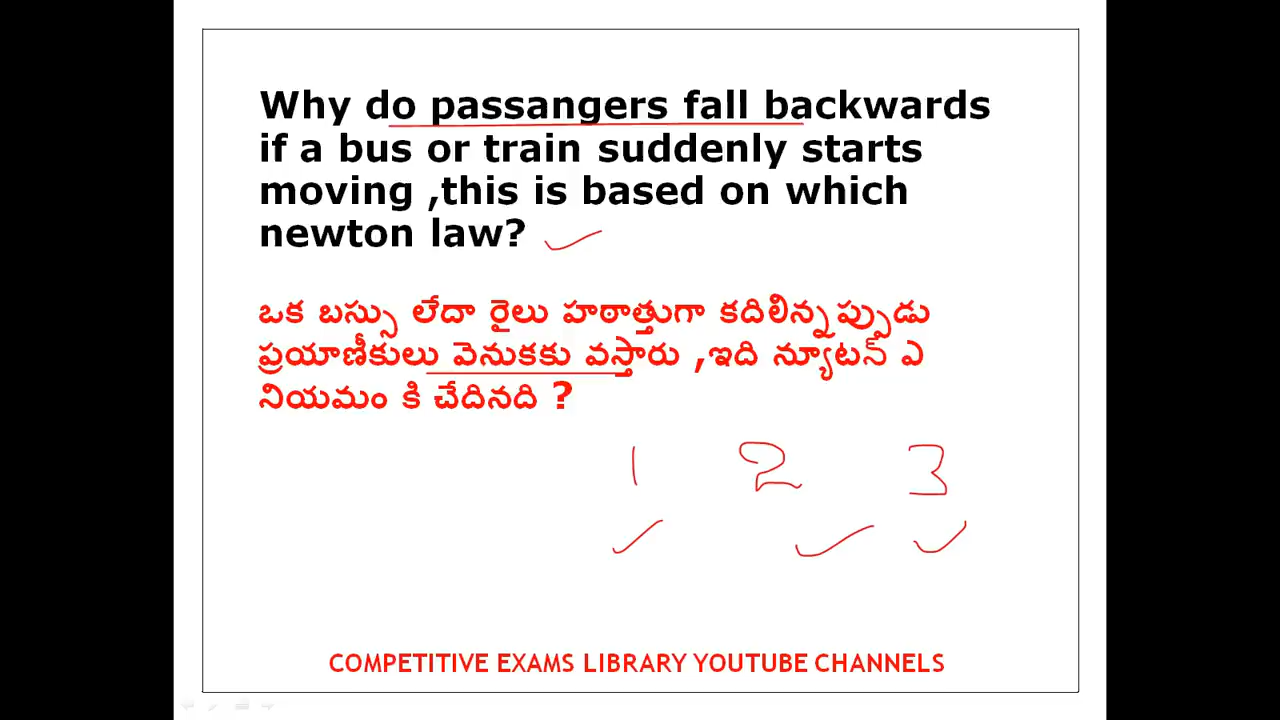 Why do passangers fall backwards
if a bus or train suddenly starts
moving ,this is based on which
newton law?
ఒక బస్సు లేదా రైలు హఠాత్తుగా కదిలిన్నప్పుడు
ప్రయాణీకులు వెనుకకు వస్తారు ,ఇది న్యూటన్ ఏ
నియమం కి చేదినది ?
1 2 3
COMPETITIVE EXAMS LIBRARY YOUTUBE CHANNELS